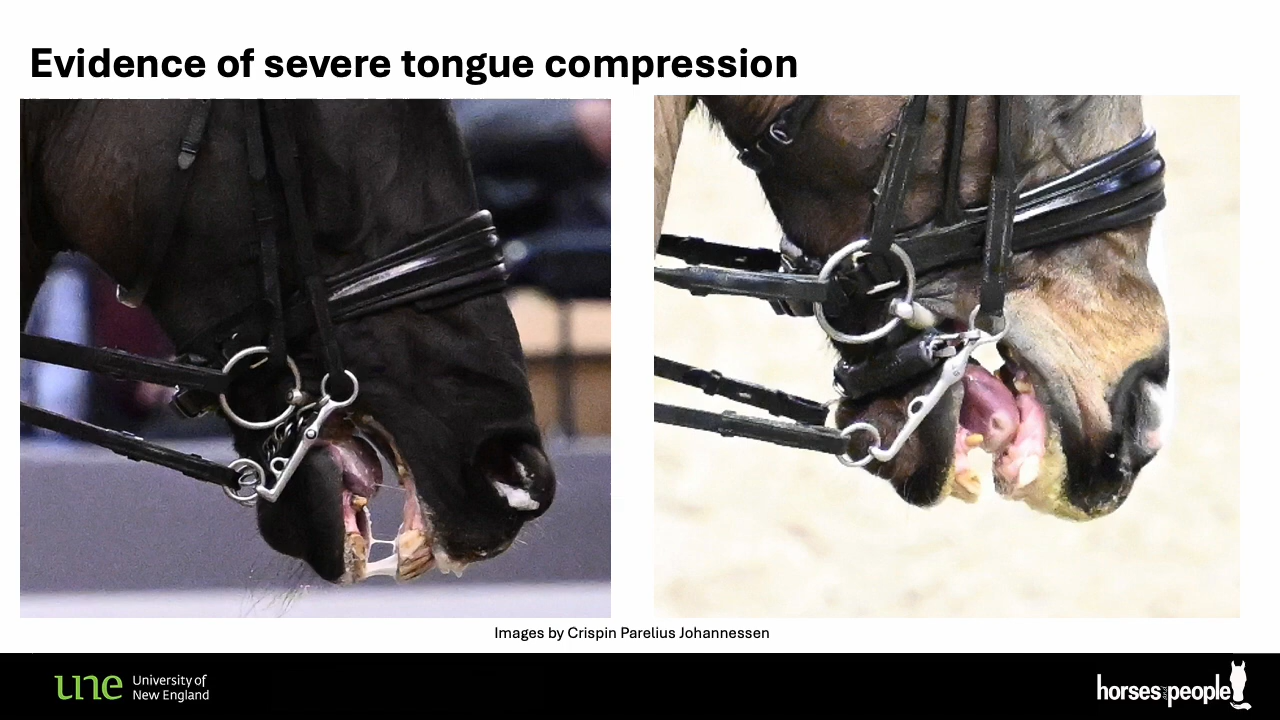 Evidence of severe tongue compression
Images by Crispin Parelius Johannessen
une University of
New England
horses and people